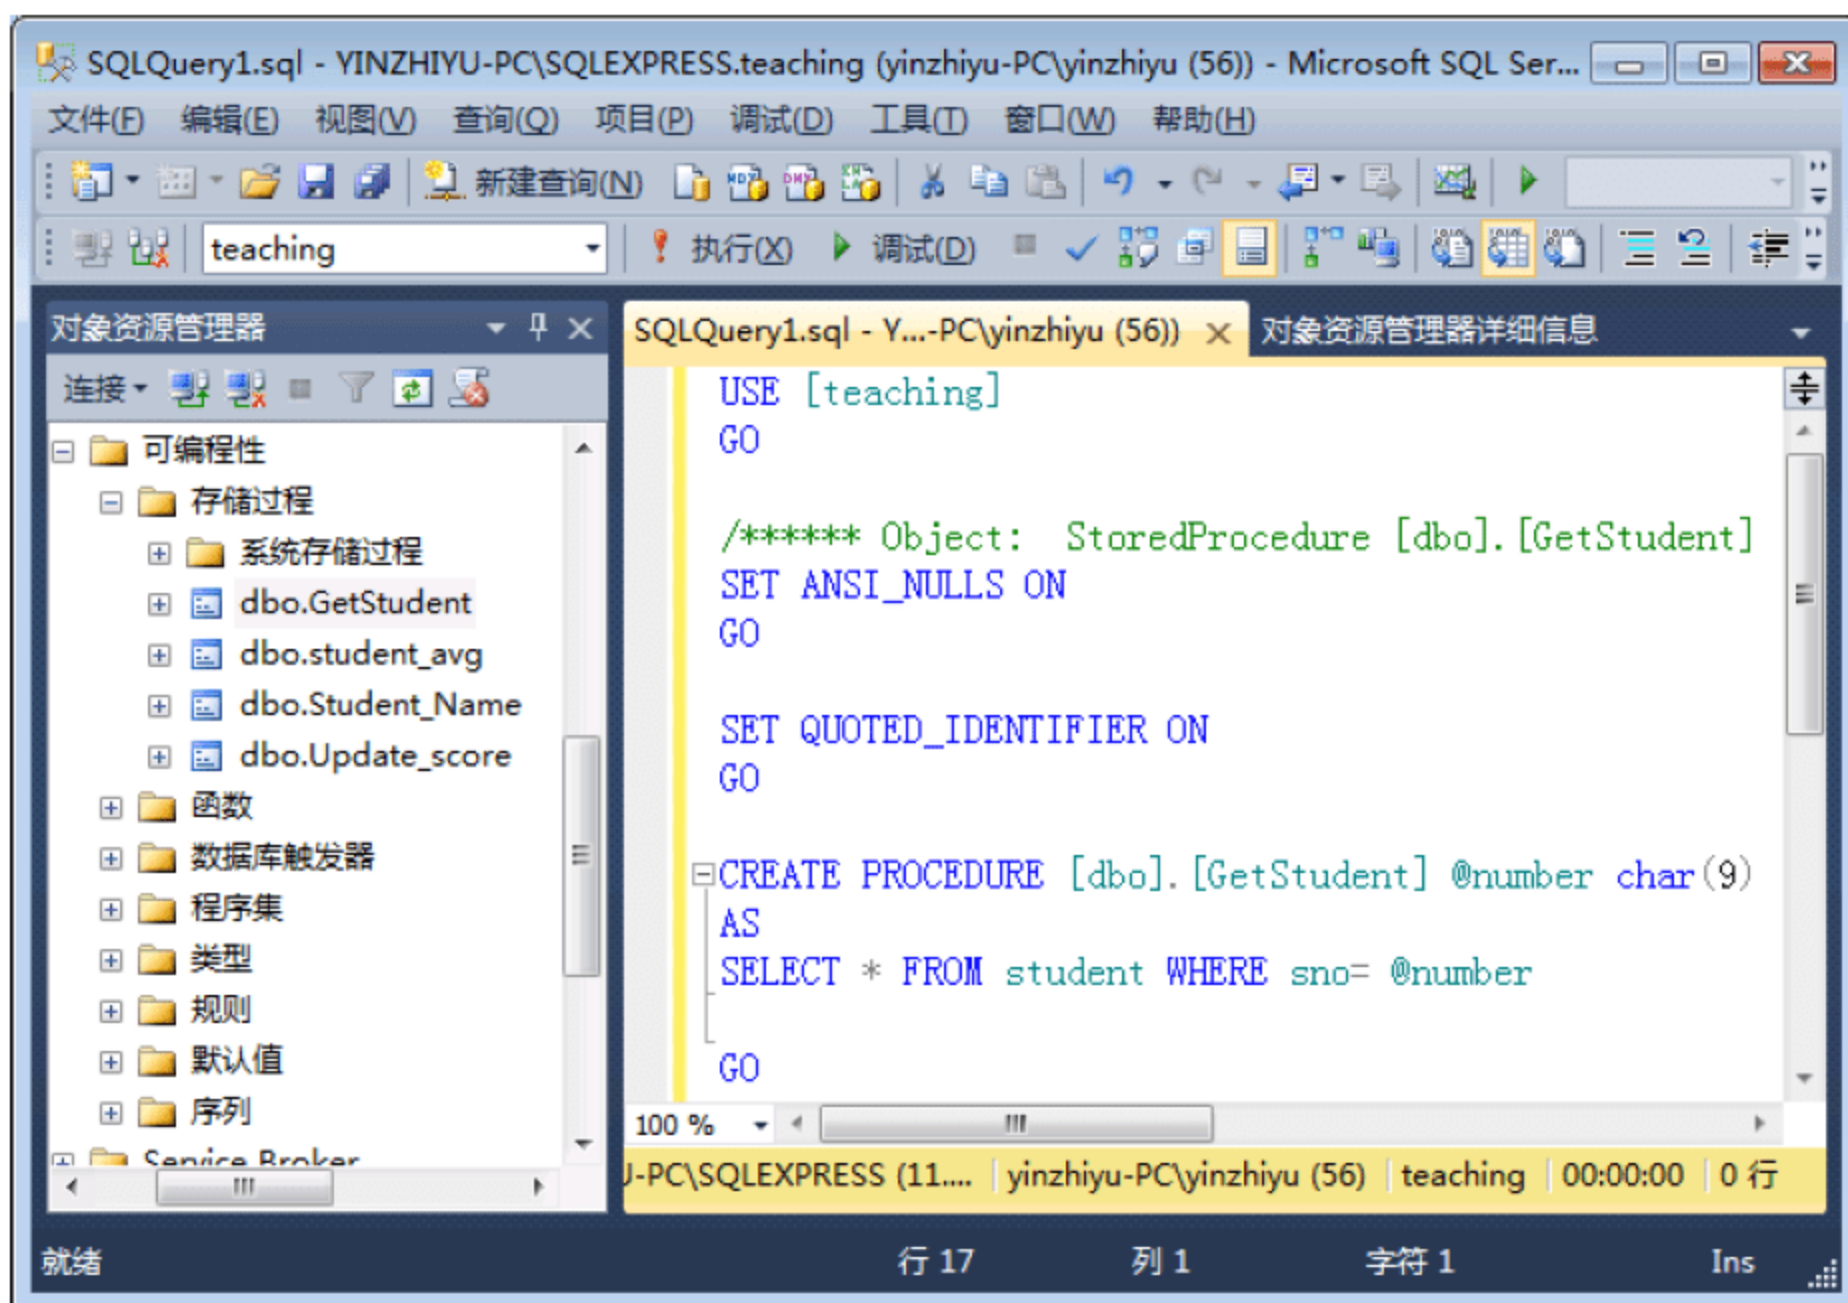 SQLQuery1.sql - YINZHIYU-PC\SQLEXPRESS.teaching (yinzhiyu-PC\yinzhiyu (56)) - Microsoft SQL Ser...
文件(F) 编辑(E) 视图(V) 查询(Q) 项目(P) 调试(D) 工具(T) 窗口(W) 帮助(H)
新建查询(N)
teaching 执行(X) 调试(D)
对象资源管理器
连接
可编程性
存储过程
系统存储过程
dbo.GetStudent
dbo.student_avg
dbo.Student_Name
dbo.Update_score
函数
数据库触发器
程序集
类型
规则
默认值
序列
Service Broker
SQLQuery1.sql - Y...-PC\yinzhiyu (56)) 对象资源管理器详细信息
USE [teaching]
GO
/****** Object:  StoredProcedure [dbo].[GetStudent]
SET ANSI_NULLS ON
GO
SET QUOTED_IDENTIFIER ON
GO
CREATE PROCEDURE [dbo].[GetStudent] @number char(9)
AS
SELECT * FROM student WHERE sno= @number
GO
100 %
J-PC\SQLEXPRESS (11.... yinzhiyu-PC\yinzhiyu (56) teaching 00:00:00 0 行
就绪 行 17 列 1 字符 1 Ins